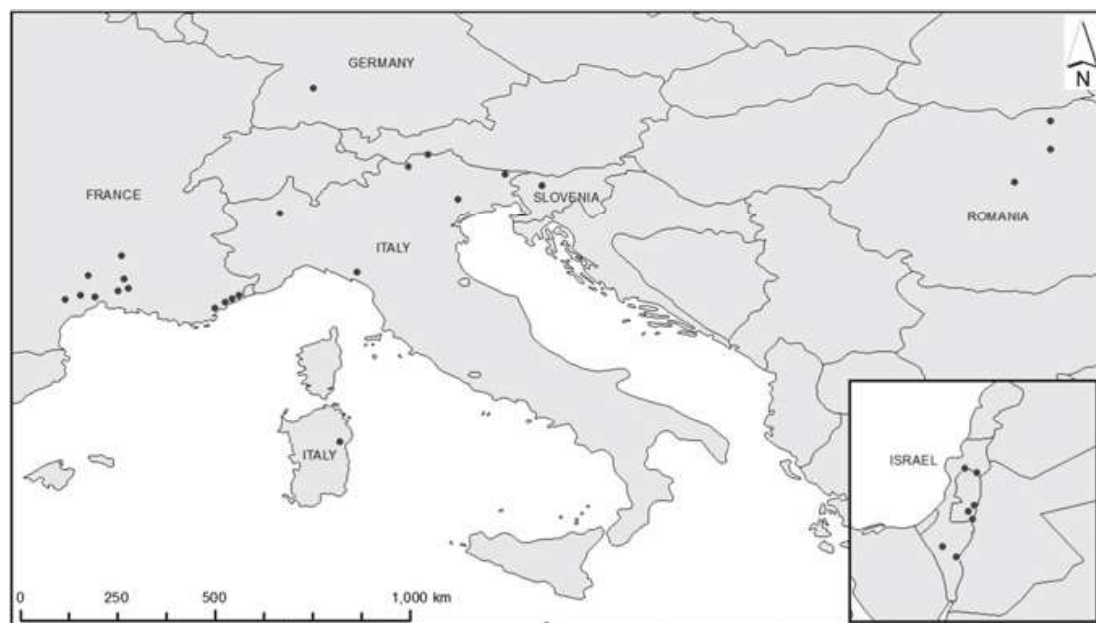 GERMANY
N
FRANCE
SLOVENIA
ROMANIA
ITALY
ITALY
ISRAEL
0 250 500 1,000 km